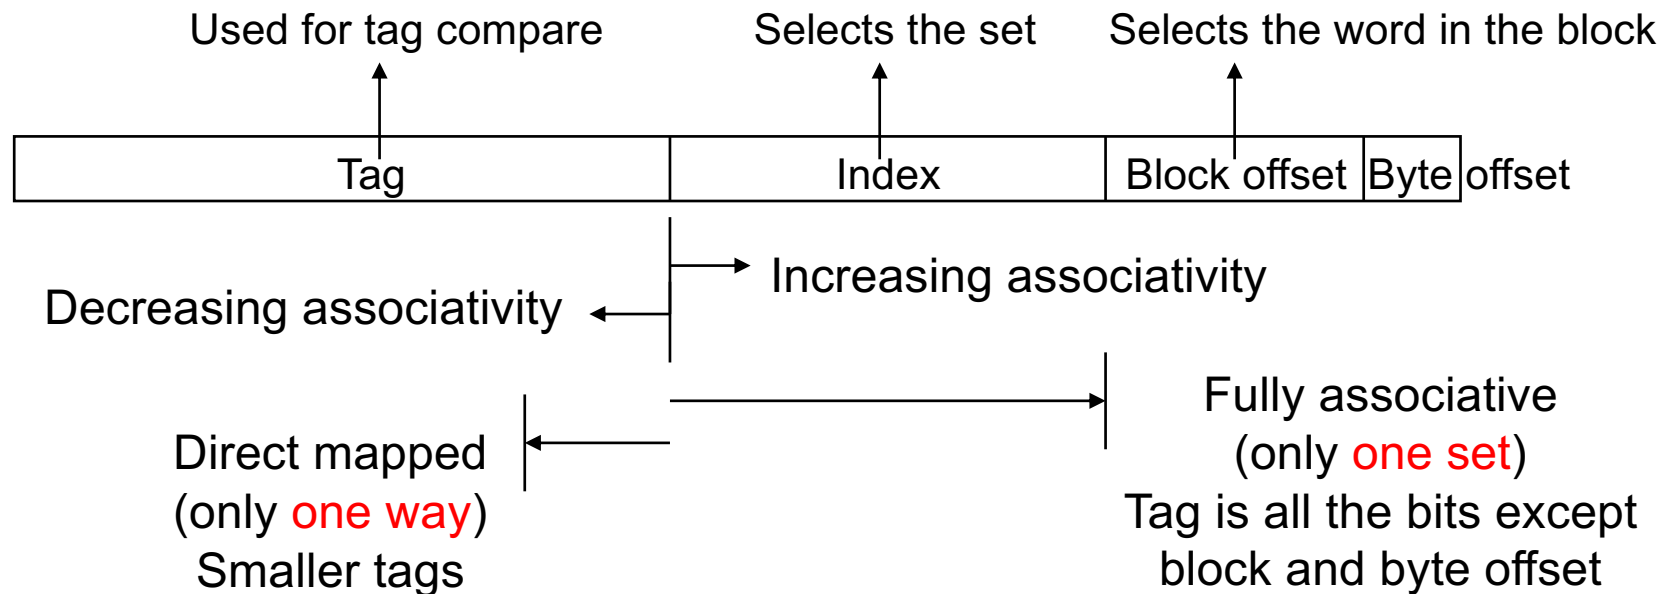 Used for tag compare
Selects the set
Selects the word in the block
Tag
Index
Block offset
Byte offset
Increasing associativity
Decreasing associativity
Fully associative
(only one set)
Tag is all the bits except
block and byte offset
Direct mapped
(only one way)
Smaller tags